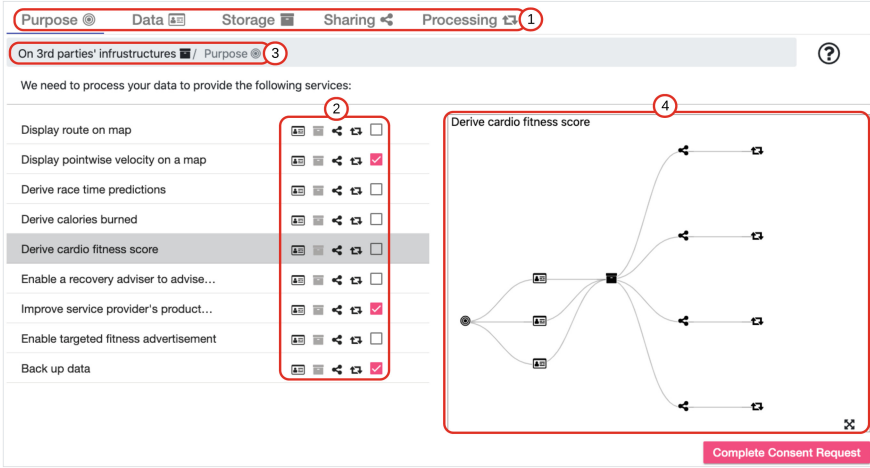 Purpose Data Storage Sharing Processing 1
On 3rd parties' infrustructures / Purpose 3
?
We need to process your data to provide the following services:
2
4
Display route on map
Display pointwise velocity on a map
Derive race time predictions
Derive calories burned
Derive cardio fitness score
Enable a recovery adviser to advise...
Improve service provider's product...
Enable targeted fitness advertisement
Back up data
Derive cardio fitness score
Complete Consent Request